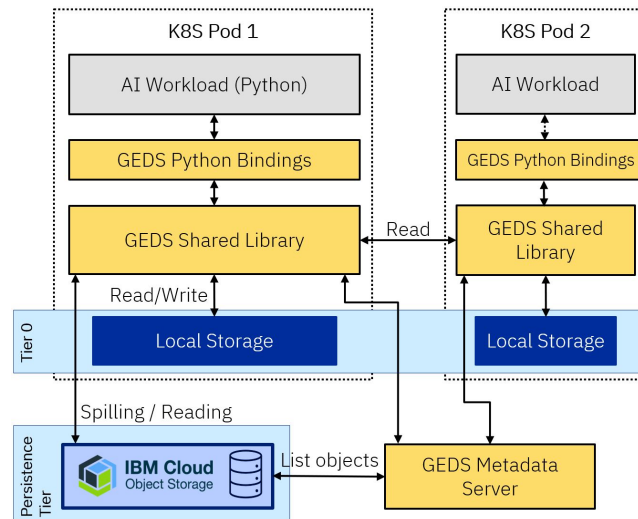 K8S Pod 1
K8S Pod 2
AI Workload (Python)
AI Workload
GEDS Python Bindings
GEDS Python Bindings
GEDS Shared Library
Read
GEDS Shared
Library
Read/Write
Tier 0
Local Storage
Local Storage
Spilling / Reading
Persistence
Tier
IBM Cloud
Object Storage
List objects
GEDS Metadata
Server